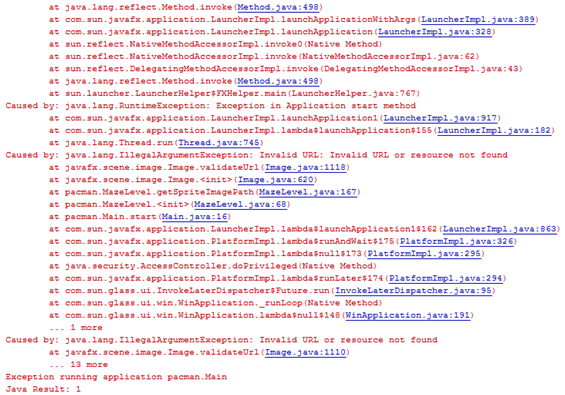 at java.lang.reflect.Method.invoke(Method.java:498)
at com.sun.javafx.application.LauncherImpl.launchApplicationWithArgs(LauncherImpl.java:389)
at com.sun.javafx.application.LauncherImpl.launchApplication(LauncherImpl.java:328)
at sun.reflect.NativeMethodAccessorImpl.invoke0(Native Method)
at sun.reflect.NativeMethodAccessorImpl.invoke(NativeMethodAccessorImpl.java:62)
at sun.reflect.DelegatingMethodAccessorImpl.invoke(DelegatingMethodAccessorImpl.java:43)
at java.lang.reflect.Method.invoke(Method.java:498)
at sun.launcher.LauncherHelper$FXHelper.main(LauncherHelper.java:767)
Caused by: java.lang.RuntimeException: Exception in Application start method
at com.sun.javafx.application.LauncherImpl.launchApplication1(LauncherImpl.java:917)
at com.sun.javafx.application.LauncherImpl.lambda$launchApplication$155(LauncherImpl.java:182)
at java.lang.Thread.run(Thread.java:745)
Caused by: java.lang.IllegalArgumentException: Invalid URL: Invalid URL or resource not found
at javafx.scene.image.Image.validateUrl(Image.java:1118)
at javafx.scene.image.Image.<init>(Image.java:620)
at pacman.MazeLevel.getSpriteImagePath(MazeLevel.java:167)
at pacman.MazeLevel.<init>(MazeLevel.java:68)
at pacman.Main.start(Main.java:16)
at com.sun.javafx.application.LauncherImpl.lambda$launchApplication1$162(LauncherImpl.java:863)
at com.sun.javafx.application.PlatformImpl.lambda$runAndWait$175(PlatformImpl.java:326)
at com.sun.javafx.application.PlatformImpl.lambda$null$173(PlatformImpl.java:295)
at java.security.AccessController.doPrivileged(Native Method)
at com.sun.javafx.application.PlatformImpl.lambda$runLater$174(PlatformImpl.java:294)
at com.sun.glass.ui.InvokeLaterDispatcher$Future.run(InvokeLaterDispatcher.java:95)
at com.sun.glass.ui.win.WinApplication._runLoop(Native Method)
at com.sun.glass.ui.win.WinApplication.lambda$null$148(WinApplication.java:191)
... 1 more
Caused by: java.lang.IllegalArgumentException: Invalid URL or resource not found
at javafx.scene.image.Image.validateUrl(Image.java:1110)
... 13 more
Exception running application pacman.Main
Java Result: 1